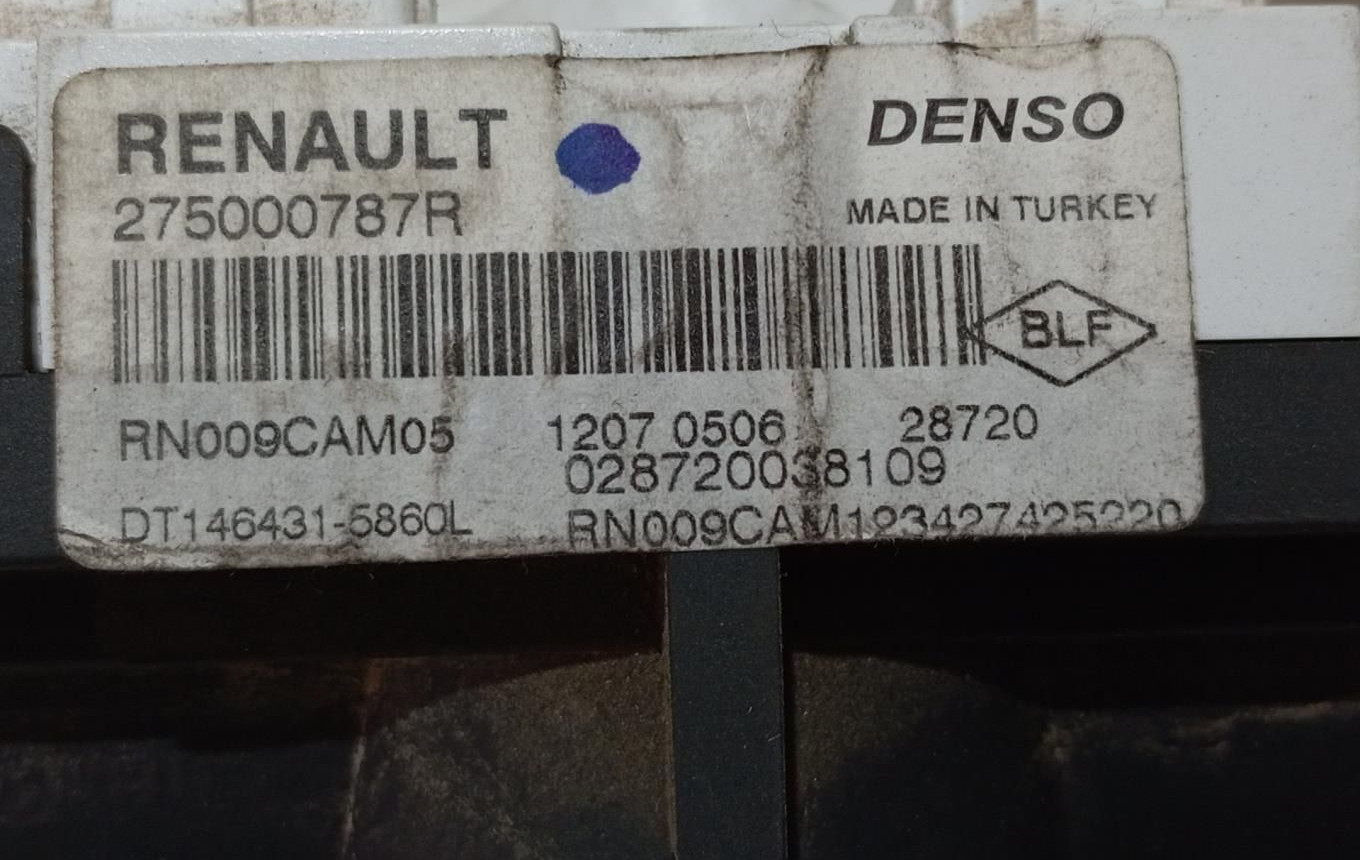 RENAULT DENSO
275000787R MADE IN TURKEY
BLF
RN009CAM05 1207 0506 28720
028720038109
DT146431-5860L RN009CAM123427425220